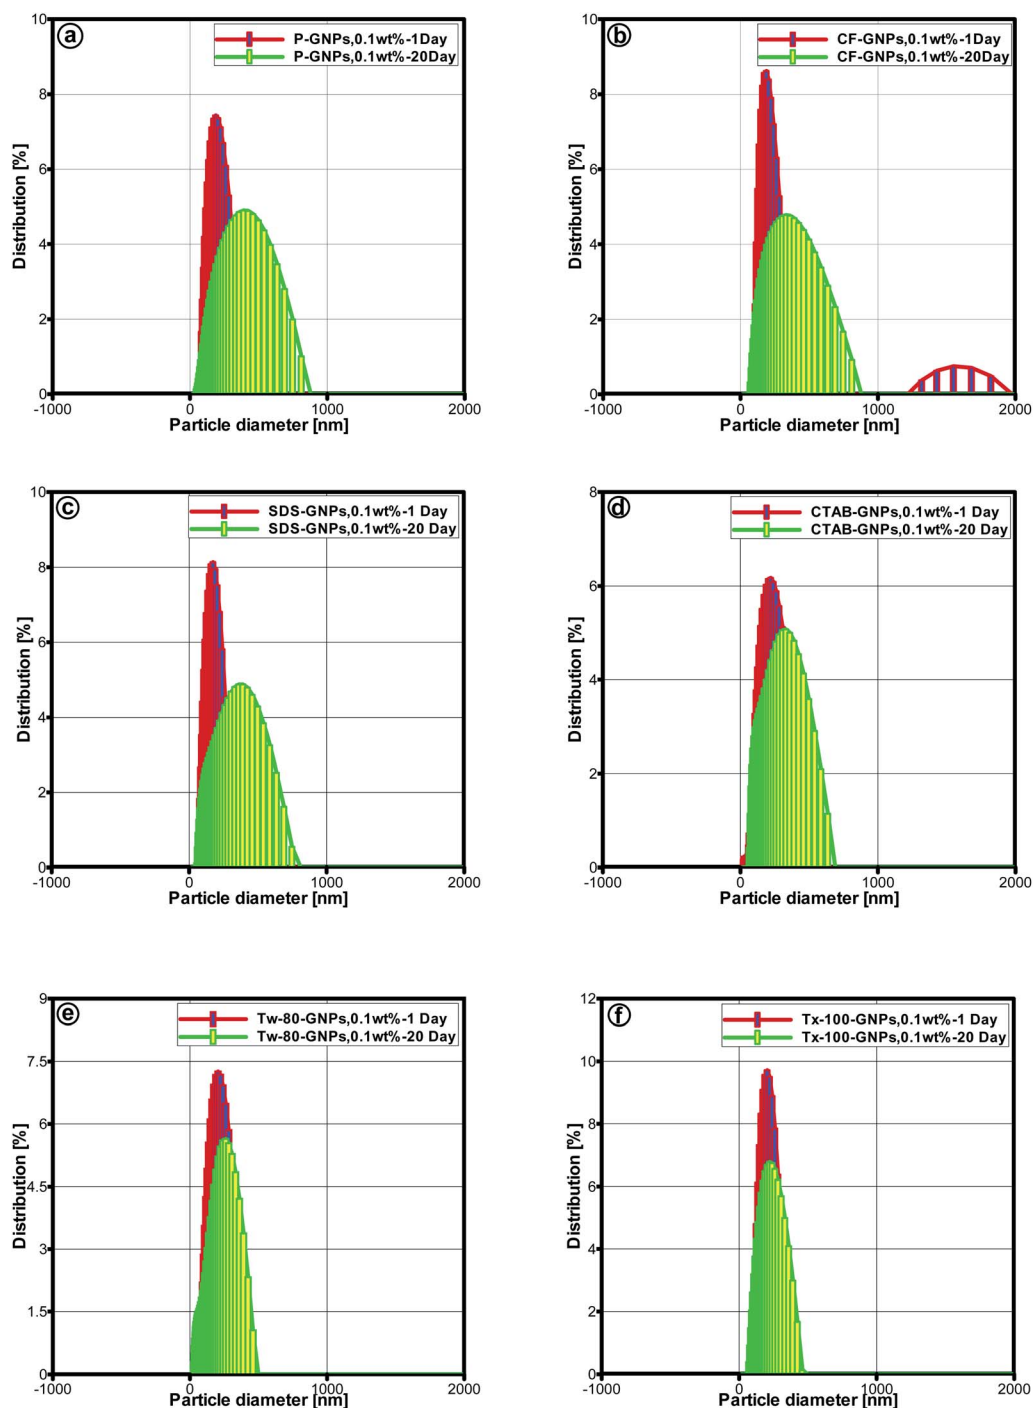 a
P-GNPs,0.1wt%-1Day
P-GNPs,0.1wt%-20Day
Distribution [%]
10
8
6
4
2
0
-1000 0 1000 2000
Particle diameter [nm]
b
CF-GNPs,0.1wt%-1Day
CF-GNPs,0.1wt%-20Day
Distribution [%]
10
8
6
4
2
0
-1000 0 1000 2000
Particle diameter [nm]
c
SDS-GNPs,0.1wt%-1 Day
SDS-GNPs,0.1wt%-20 Day
Distribution [%]
10
8
6
4
2
0
-1000 0 1000 2000
Particle diameter [nm]
d
CTAB-GNPs,0.1wt%-1 Day
CTAB-GNPs,0.1wt%-20 Day
Distribution [%]
8
6
4
2
0
-1000 0 1000 2000
Particle diameter [nm]
e
Tw-80-GNPs,0.1wt%-1 Day
Tw-80-GNPs,0.1wt%-20 Day
Distribution [%]
9
7.5
6
4.5
3
1.5
0
-1000 0 1000 2000
Particle diameter [nm]
f
Tx-100-GNPs,0.1wt%-1 Day
Tx-100-GNPs,0.1wt%-20 Day
Distribution [%]
12
10
8
6
4
2
0
-1000 0 1000 2000
Particle diameter [nm]